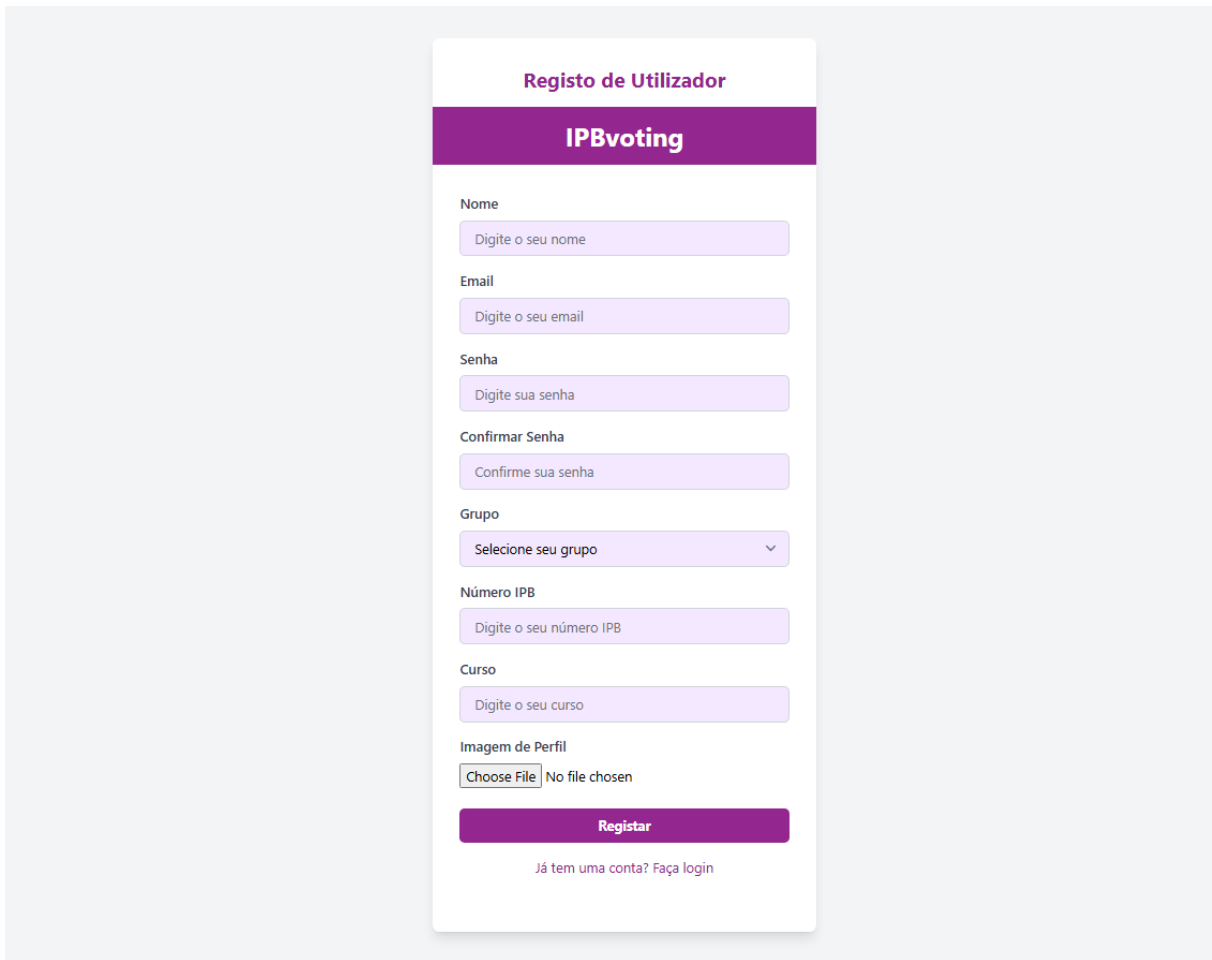 Registo de Utilizador
IPBvoting
Nome
Digite o seu nome
Email
Digite o seu email
Senha
Digite sua senha
Confirmar Senha
Confirme sua senha
Grupo
Selecione seu grupo
Número IPB
Digite o seu número IPB
Curso
Digite o seu curso
Imagem de Perfil
Choose File No file chosen
Registar
Já tem uma conta? Faça login